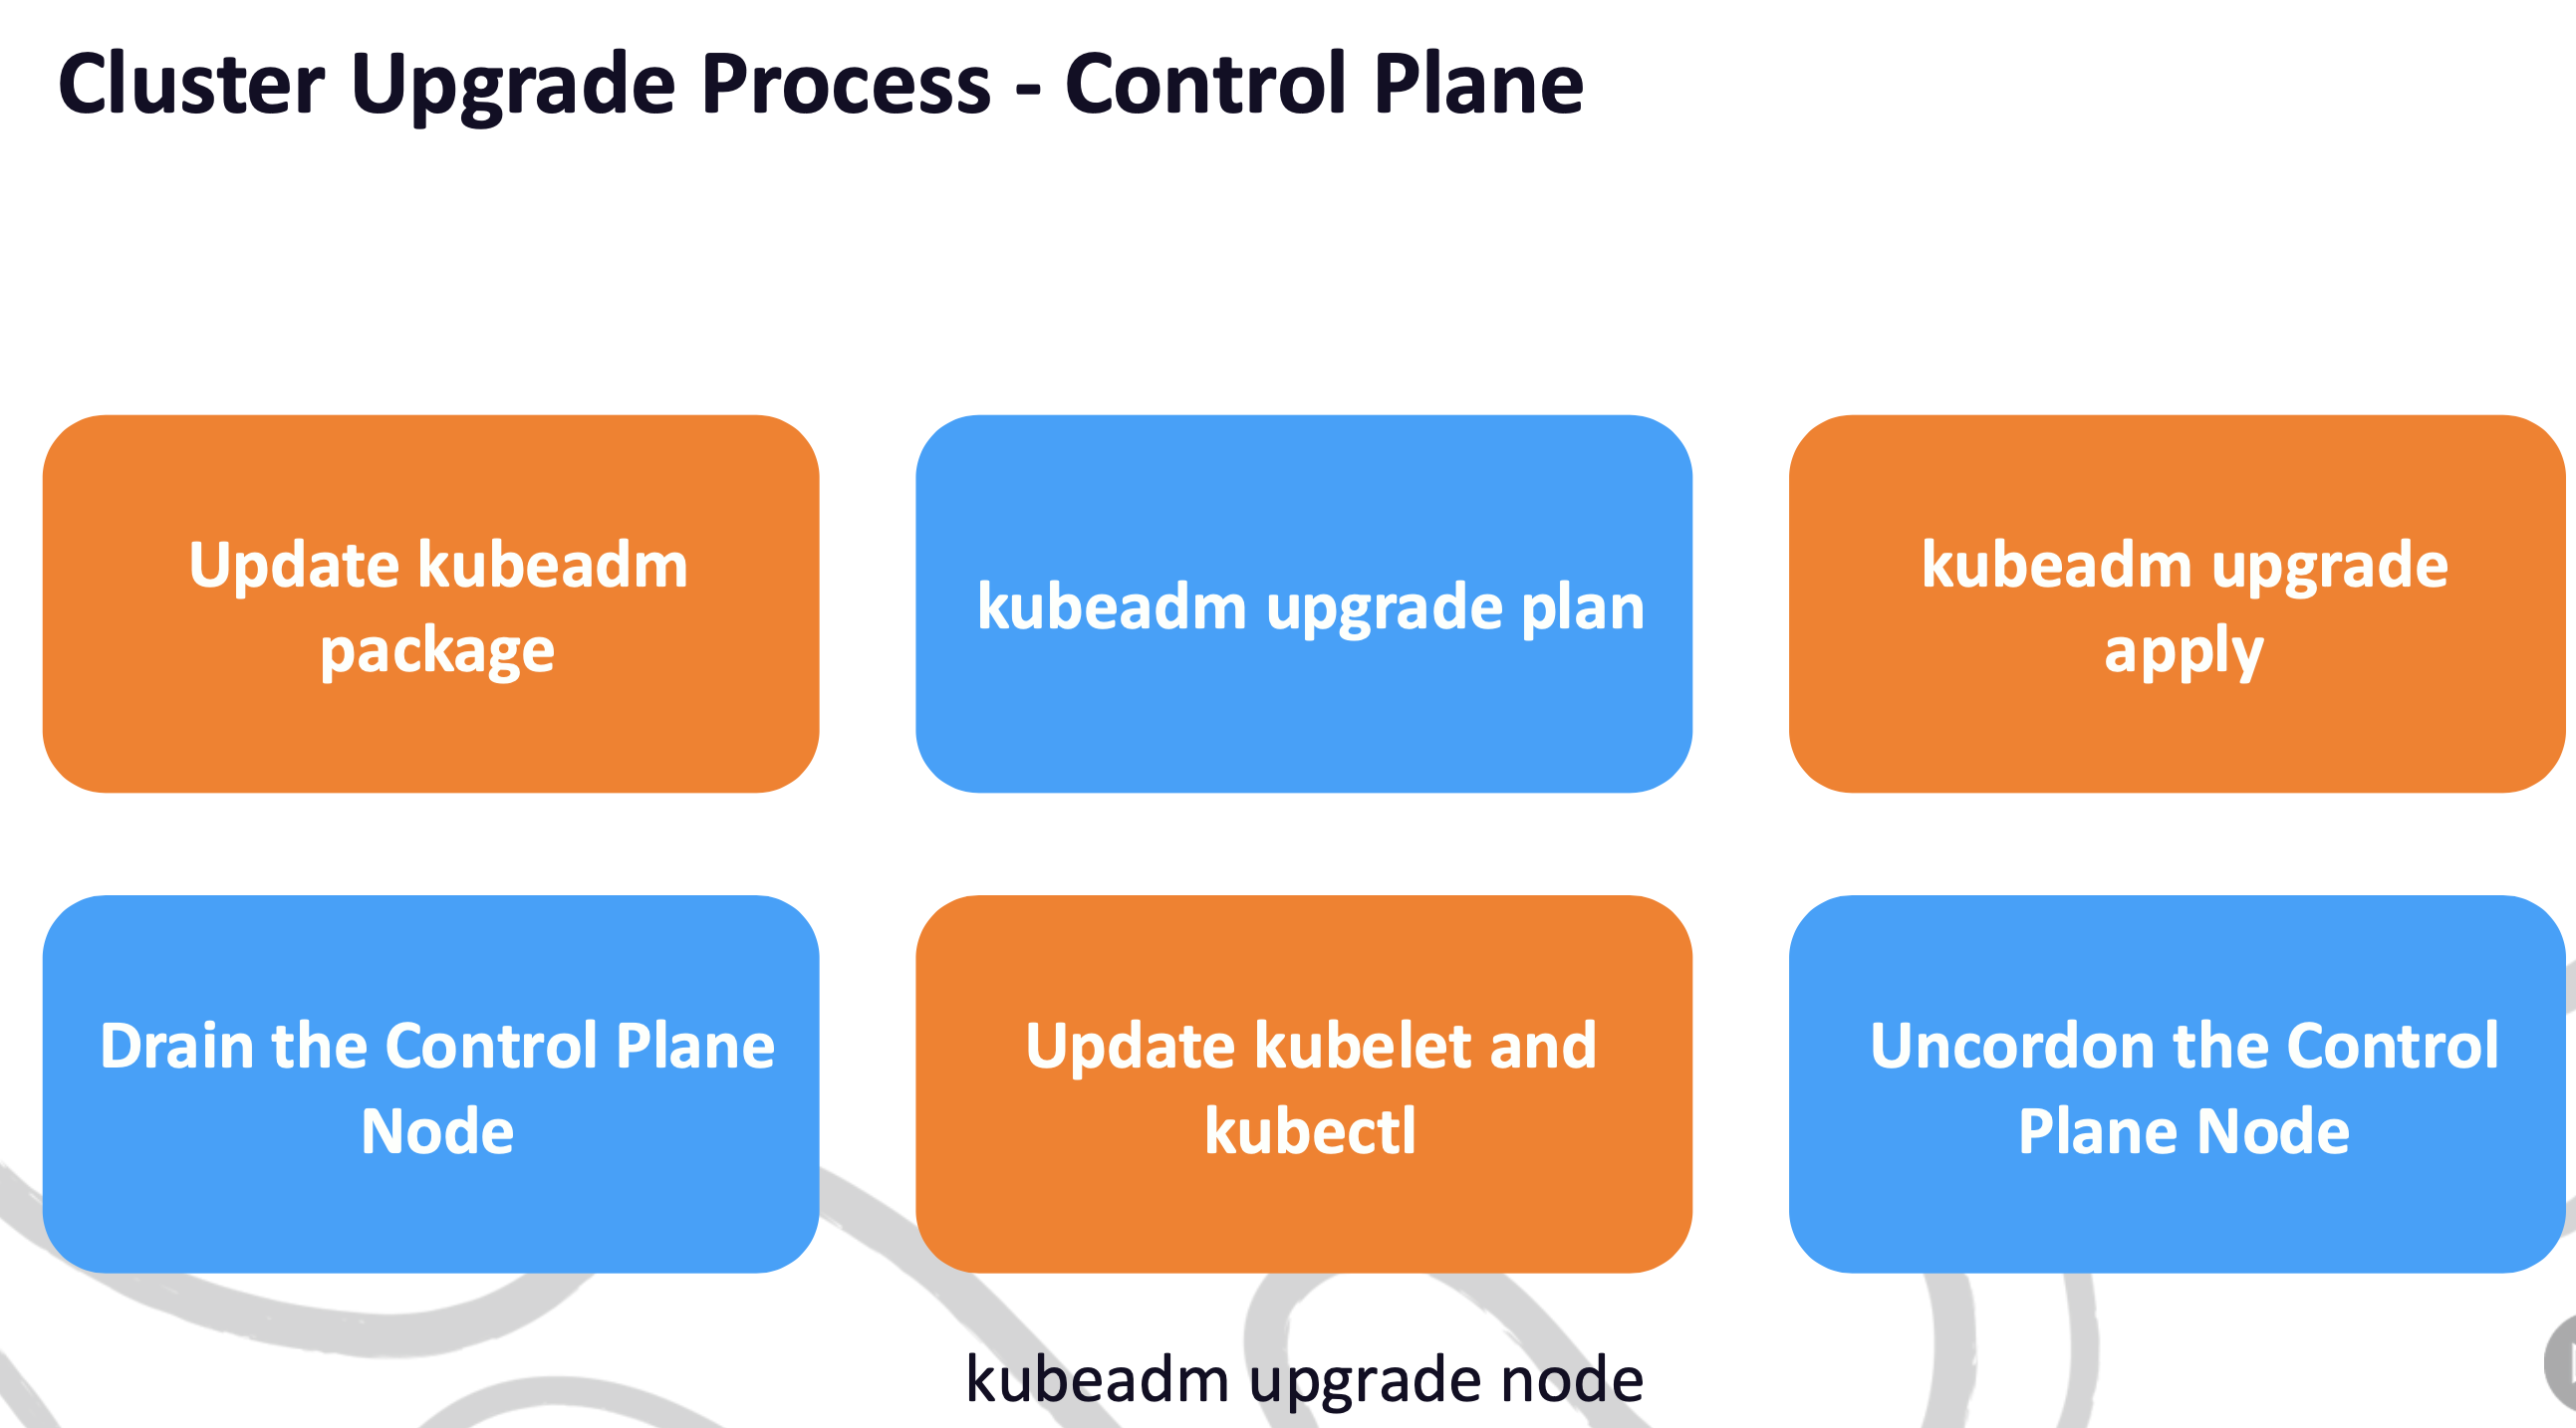 Cluster Upgrade Process - Control Plane
Update kubeadm
package
kubeadm upgrade plan
kubeadm upgrade
apply
Drain the Control Plane
Node
Update kubelet and
kubectl
Uncordon the Control
Plane Node
kubeadm upgrade node